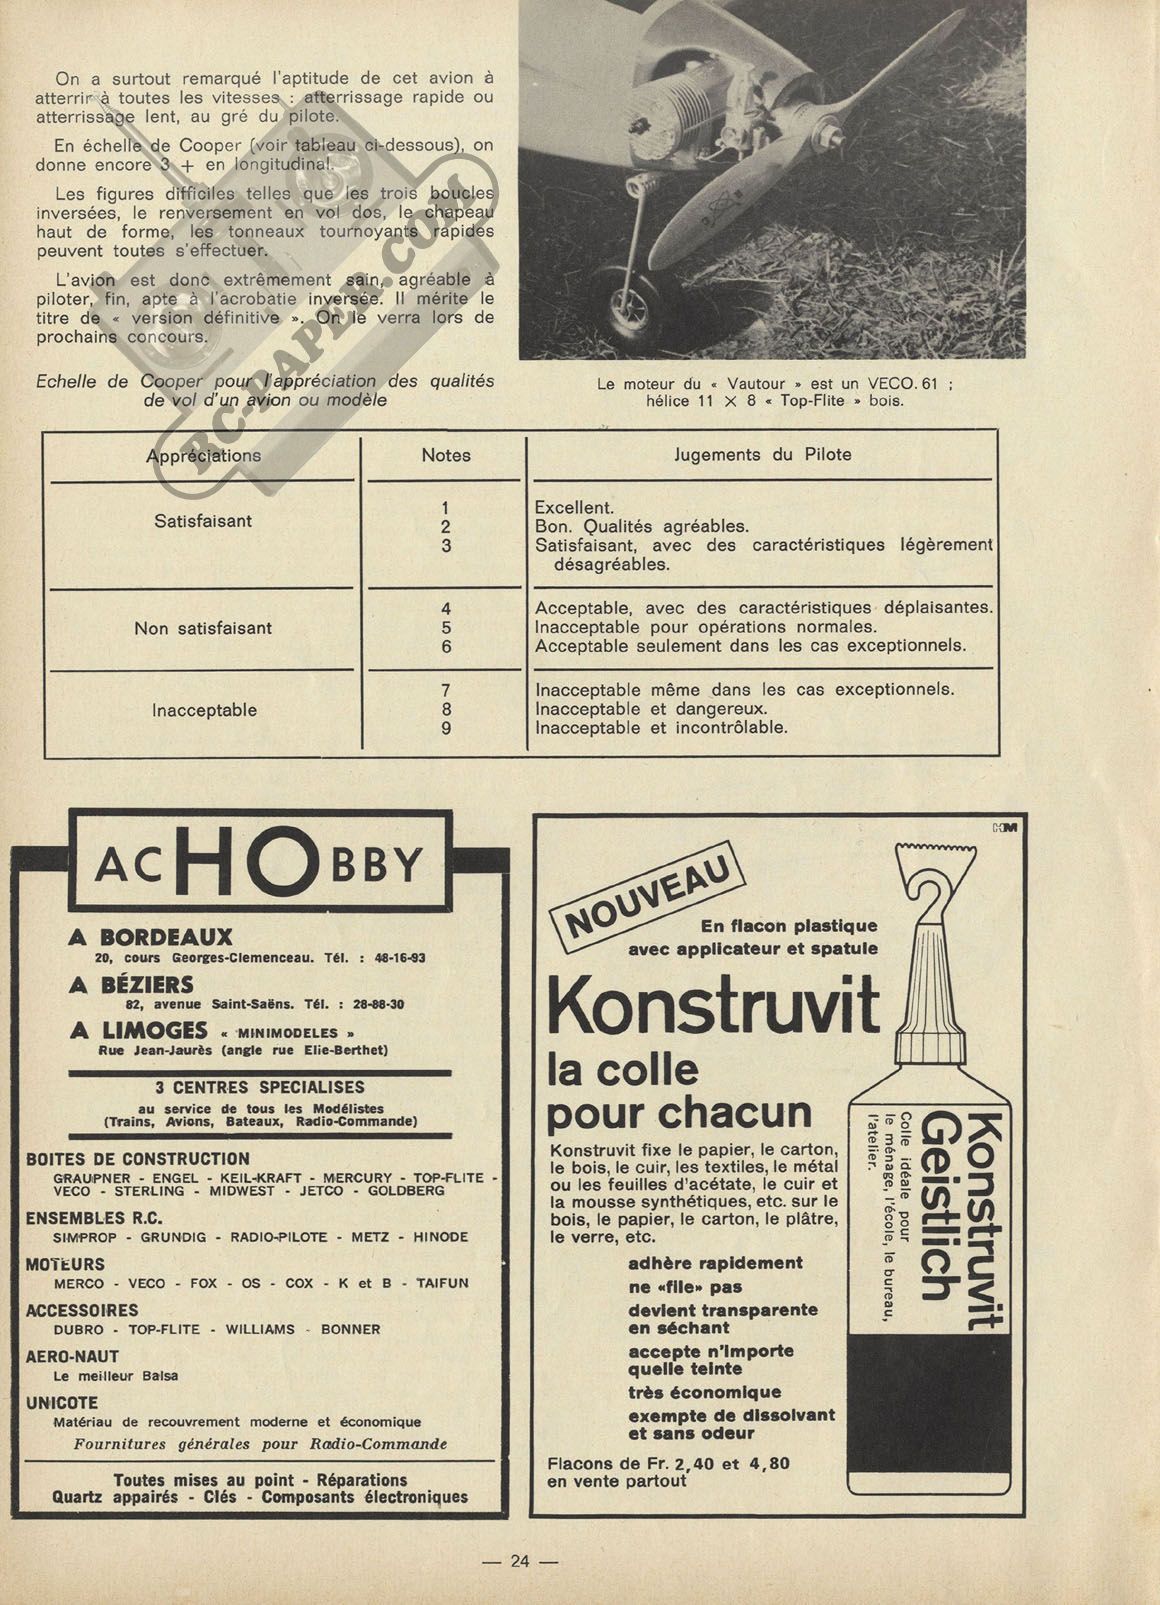 On a surtout remarqué l'aptitude de cet avion à
atterrir à toutes les vitesses : atterrissage rapide ou
atterrissage lent, au gré du pilote.
En échelle de Cooper (voir tableau ci-dessous), on
donne encore 3 + en longitudinal.
Les figures difficiles telles que les trois boucles
inversées, le renversement en vol dos, le chapeau
haut de forme, les tonneaux tournoyants rapides
peuvent toutes s'effectuer.
L'avion est donc extrêmement sain, agréable à
piloter, fin, apte à l'acrobatie inversée. Il mérite le
titre de « version définitive ». On le verra lors de
prochains concours.
RC-PAPER.COM
Le moteur du « Vautour » est un VECO.61 ;
hélice 11 X 8 « Top-Flite » bois.
Echelle de Cooper pour l'appréciation des qualités
de vol d'un avion ou modèle
Appréciations Notes Jugements du Pilote
Satisfaisant
1 Excellent.
2 Bon. Qualités agréables.
3 Satisfaisant, avec des caractéristiques légèrement
désagréables.
Non satisfaisant
4 Acceptable, avec des caractéristiques déplaisantes.
5 Inacceptable pour opérations normales.
6 Acceptable seulement dans les cas exceptionnels.
Inacceptable
7 Inacceptable même dans les cas exceptionnels.
8 Inacceptable et dangereux.
9 Inacceptable et incontrôlable.
ACHOBBY
A BORDEAUX
20, cours Georges-Clemenceau. Tél. : 48-16-93
A BÉZIERS
82, avenue Saint-Saëns. Tél. : 28-88-30
A LIMOGES « MINIMODELES »
Rue Jean-Jaurès (angle rue Elie-Berthet)
3 CENTRES SPECIALISES
au service de tous les Modélistes
(Trains, Avions, Bateaux, Radio-Commande)
BOITES DE CONSTRUCTION
GRAUPNER - ENGEL - KEIL-KRAFT - MERCURY - TOP-FLITE -
VECO - STERLING - MIDWEST - JETCO - GOLDBERG
ENSEMBLES R.C.
SIMPROP - GRUNDIG - RADIO-PILOTE - METZ - HINODE
MOTEURS
MERCO - VECO - FOX - OS - COX - K et B - TAIFUN
ACCESSOIRES
DUBRO - TOP-FLITE - WILLIAMS - BONNER
AERO-NAUT
Le meilleur Balsa
UNICOTE
Matériau de recouvrement moderne et économique
Fournitures générales pour Radio-Commande
Toutes mises au point - Réparations
Quartz appairés - Clés - Composants électroniques
HM
NOUVEAU
En flacon plastique
avec applicateur et spatule
Konstruvit
la colle
pour chacun
Konstruvit fixe le papier, le carton,
le bois, le cuir, les textiles, le métal
ou les feuilles d'acétate, le cuir et
la mousse synthétiques, etc. sur le
bois, le papier, le carton, le plâtre,
le verre, etc.
adhère rapidement
ne «file» pas
devient transparente
en séchant
accepte n'importe
quelle teinte
très économique
exempte de dissolvant
et sans odeur
Flacons de Fr. 2,40 et 4,80
en vente partout
Konstruvit
Geistlich
Colle idéale pour
le ménage, l'école, le bureau,
l'atelier.
— 24 —